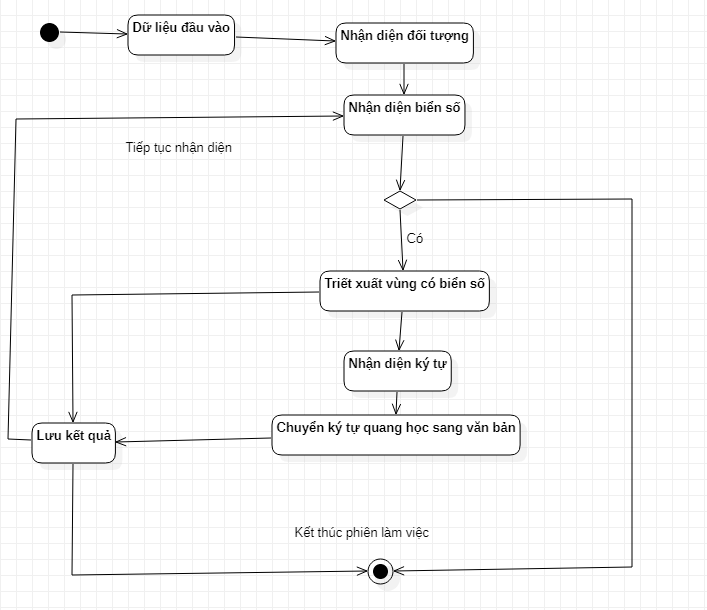 Dữ liệu đầu vào
Nhận diện đối tượng
Nhận diện biển số
Tiếp tục nhận diện
Có
Triết xuất vùng có biển số
Nhận diện ký tự
Chuyển ký tự quang học sang văn bản
Lưu kết quả
Kết thúc phiên làm việc